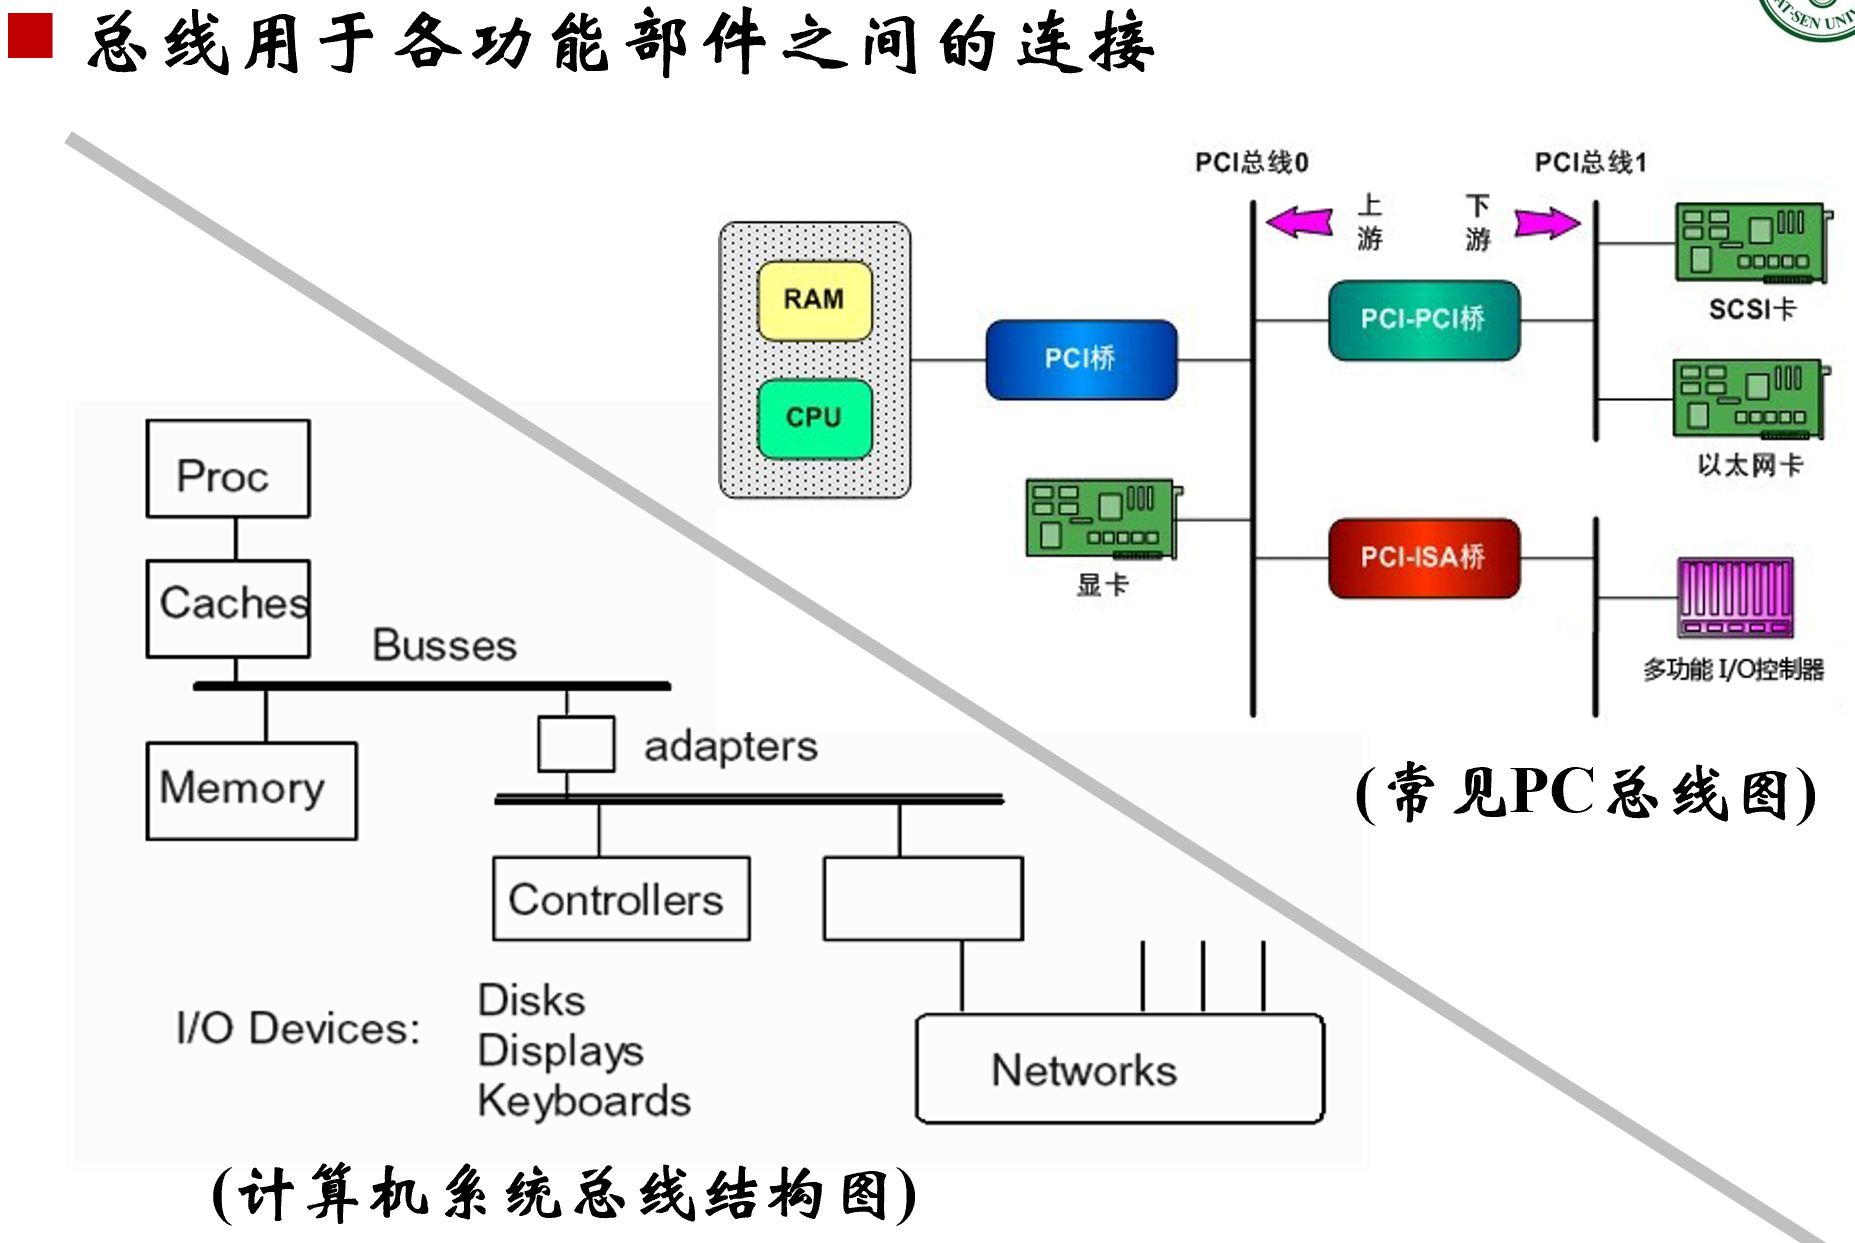 总线用于各功能部件之间的连接
AT-SEN UNIV
PCI总线0
PCI总线1
上游
下游
RAM
CPU
PCI桥
PCI-PCI桥
SCSI卡
以太网卡
显卡
PCI-ISA桥
多功能 I/O控制器
(常见PC总线图)
Proc
Caches
Busses
Memory
adapters
Controllers
I/O Devices:
Disks
Displays
Keyboards
Networks
(计算机系统总线结构图)